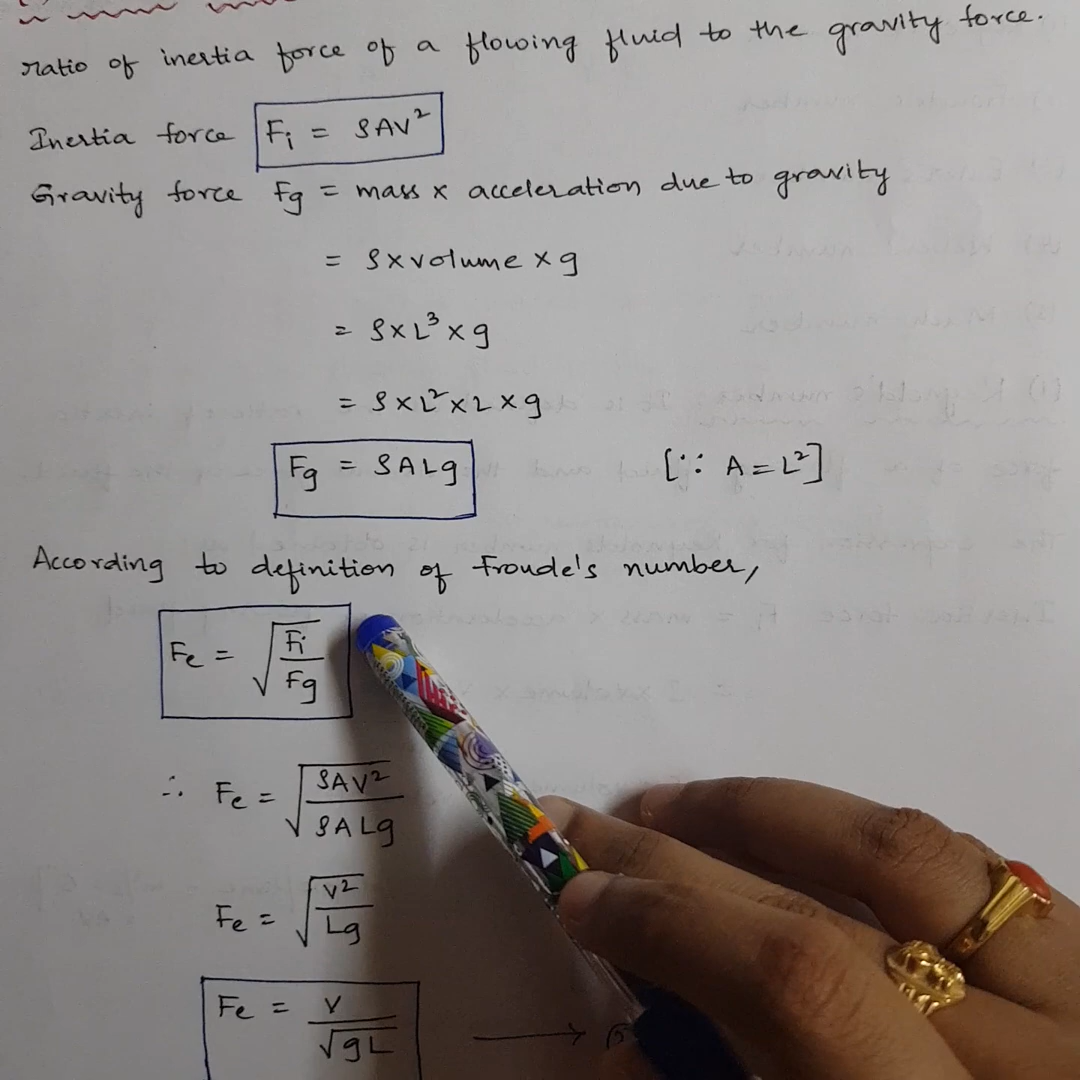 ratio of inertia force of a flowing fluid to the gravity force.
Inertia force Fi = ρAV²
Gravity force Fg = mass × acceleration due to gravity
= ρ × volume × g
= ρ × L³ × g
= ρ × L² × L × g
Fg = ρALg [∵ A = L²]
According to definition of Froude's number,
Fe = √(Fi/Fg)
∴ Fe = √(ρAV²/ρALg)
Fe = √(V²/Lg)
Fe = V/√gL →